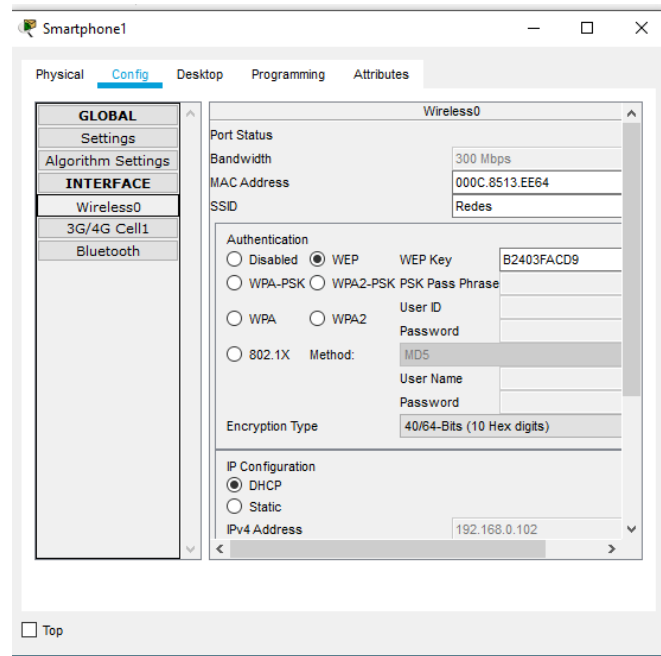 Smartphone1
Physical Config Desktop Programming Attributes
GLOBAL
Settings
Algorithm Settings
INTERFACE
Wireless0
3G/4G Cell1
Bluetooth
Wireless0
Port Status
Bandwidth 300 Mbps
MAC Address 000C.8513.EE64
SSID Redes
Authentication
Disabled WEP WEP Key B2403FACD9
WPA-PSK WPA2-PSK PSK Pass Phrase
User ID
WPA WPA2
Password
802.1X Method: MD5
User Name
Password
Encryption Type 40/64-Bits (10 Hex digits)
IP Configuration
DHCP
Static
IPv4 Address 192.168.0.102
Top